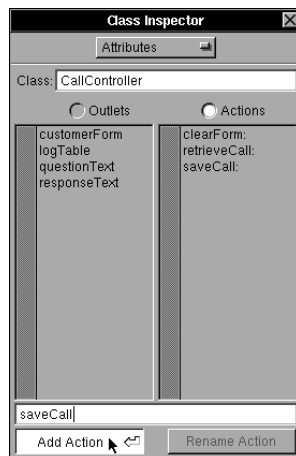 Class Inspector
Attributes
Class: CallController
Outlets
Actions
customerForm
logTable
questionText
responseText
clearForm:
retrieveCall:
saveCall:
saveCall
Add Action
Rename Action